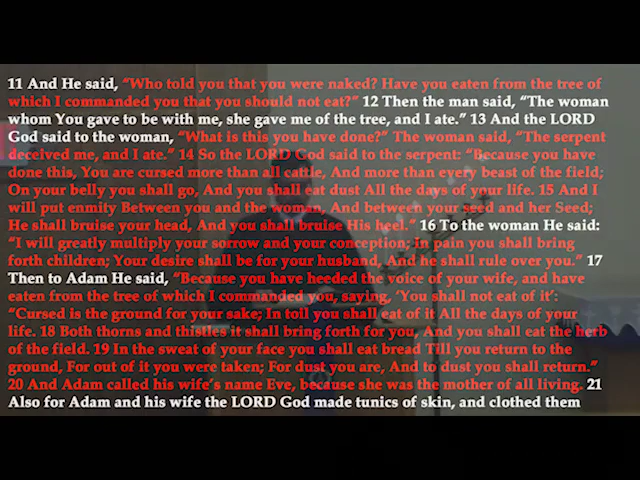 11 And He said, “Who told you that you were naked? Have you eaten from the tree of
which I commanded you that you should not eat?” 12 Then the man said, “The woman
whom You gave to be with me, she gave me of the tree, and I ate.” 13 And the LORD
God said to the woman, “What is this you have done?” The woman said, “The serpent
deceived me, and I ate.” 14 So the LORD God said to the serpent: “Because you have
done this, You are cursed more than all cattle, And more than every beast of the field;
On your belly you shall go, And you shall eat dust All the days of your life. 15 And I
will put enmity Between you and the woman, And between your seed and her Seed;
He shall bruise your head, And you shall bruise His heel.” 16 To the woman He said:
“I will greatly multiply your sorrow and your conception; In pain you shall bring
forth children; Your desire shall be for your husband, And he shall rule over you.” 17
Then to Adam He said, “Because you have heeded the voice of your wife, and have
eaten from the tree of which I commanded you, saying, ‘You shall not eat of it’:
“Cursed is the ground for your sake; In toil you shall eat of it All the days of your
life. 18 Both thorns and thistles it shall bring forth for you, And you shall eat the herb
of the field. 19 In the sweat of your face you shall eat bread Till you return to the
ground, For out of it you were taken; For dust you are, And to dust you shall return.”
20 And Adam called his wife’s name Eve, because she was the mother of all living. 21
Also for Adam and his wife the LORD God made tunics of skin, and clothed them